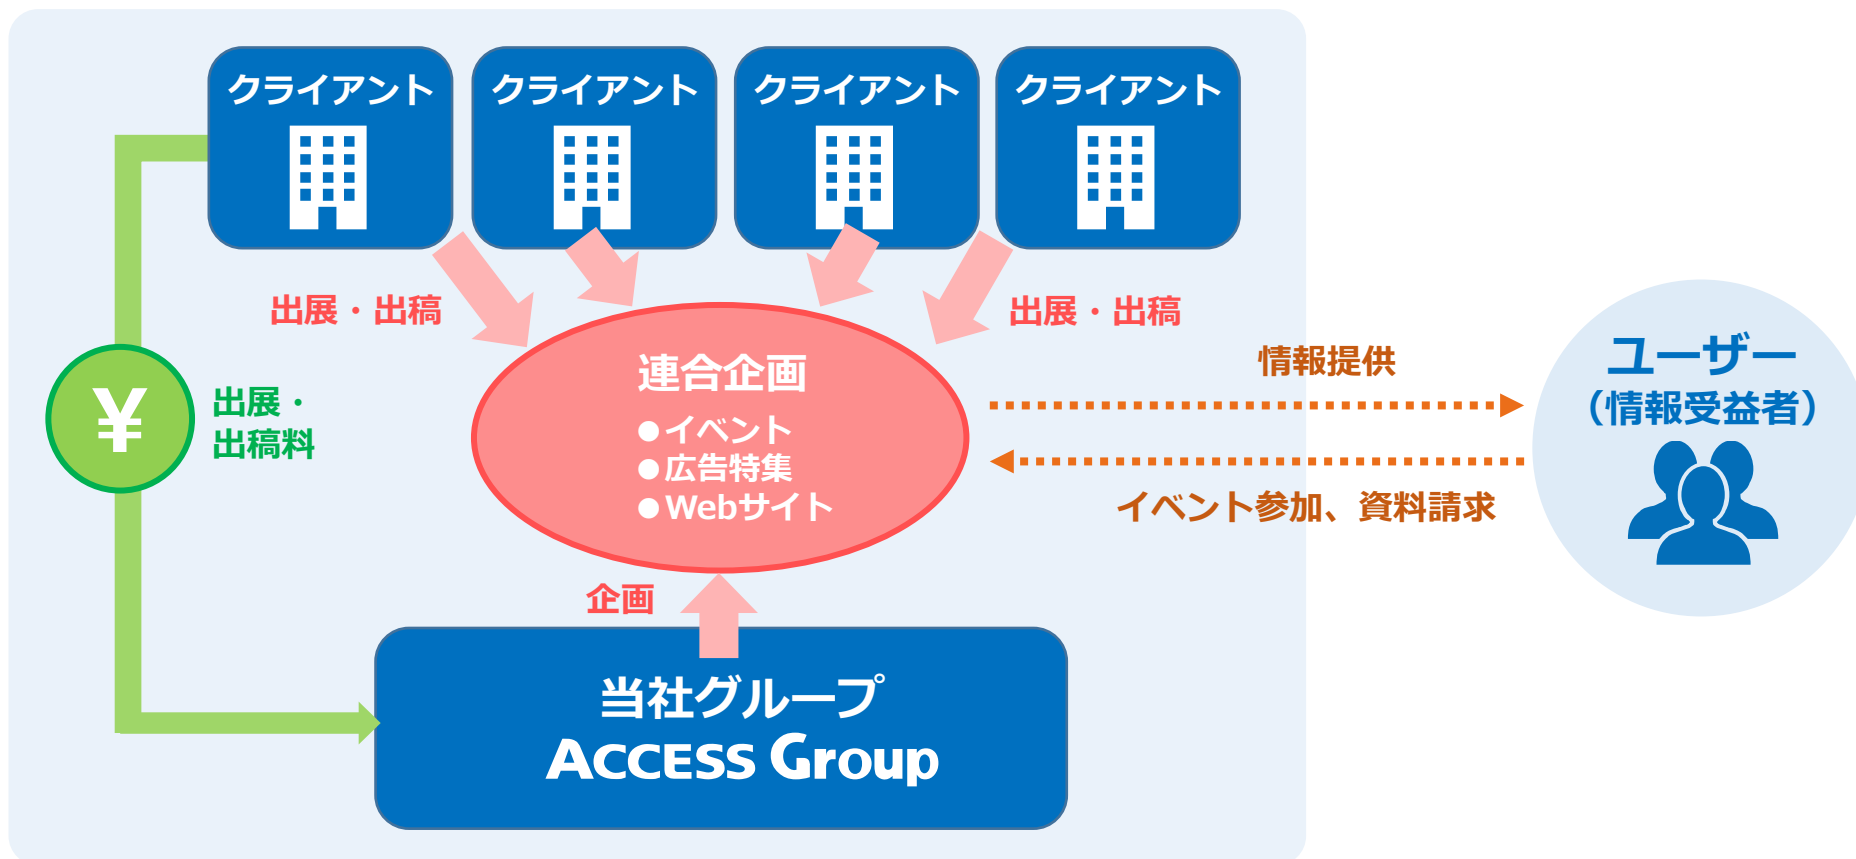 クライアント
クライアント
クライアント
クライアント
出展・出稿
出展・出稿
¥
出展・
出稿料
連合企画
●イベント
●広告特集
●Webサイト
情報提供
イベント参加、資料請求
ユーザー
（情報受益者）
企画
当社グループ
ACCESS Group